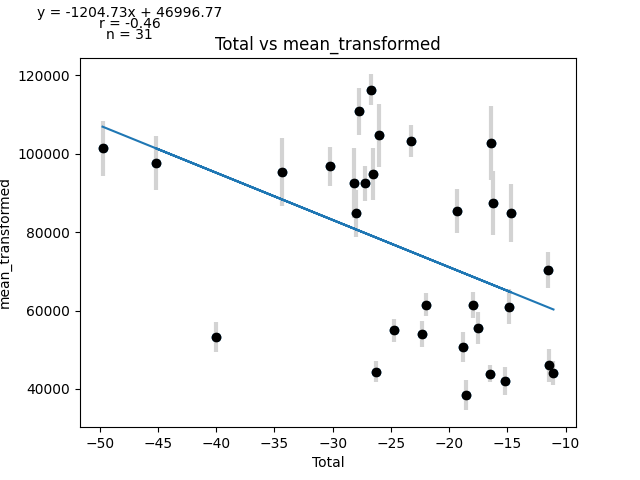 y = -1204.73x + 46996.77
r = -0.46
n = 31
Total vs mean_transformed
120000
100000
80000
60000
40000
mean_transformed
−50
−45
−40
−35
−30
−25
−20
−15
−10
Total